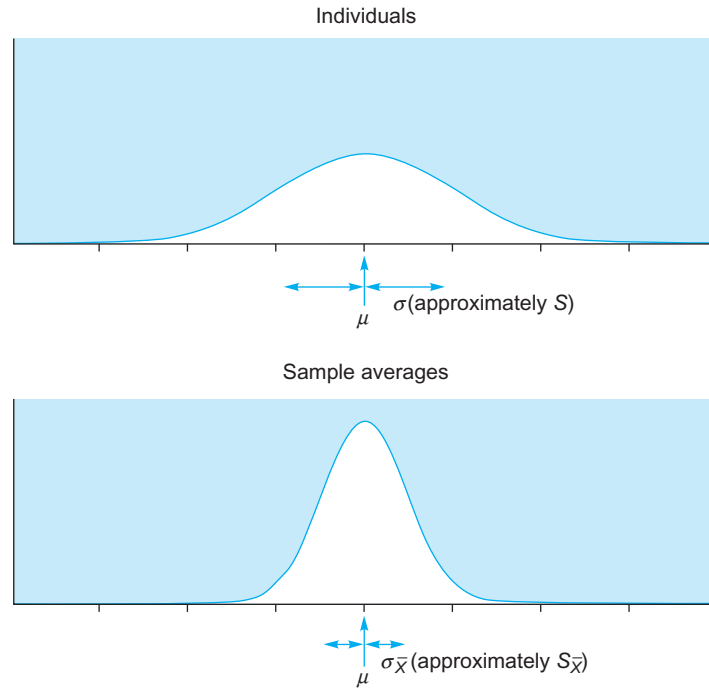 Individuals
σ(approximately S)
μ
Sample averages
σX̅(approximately SX̅)
μ